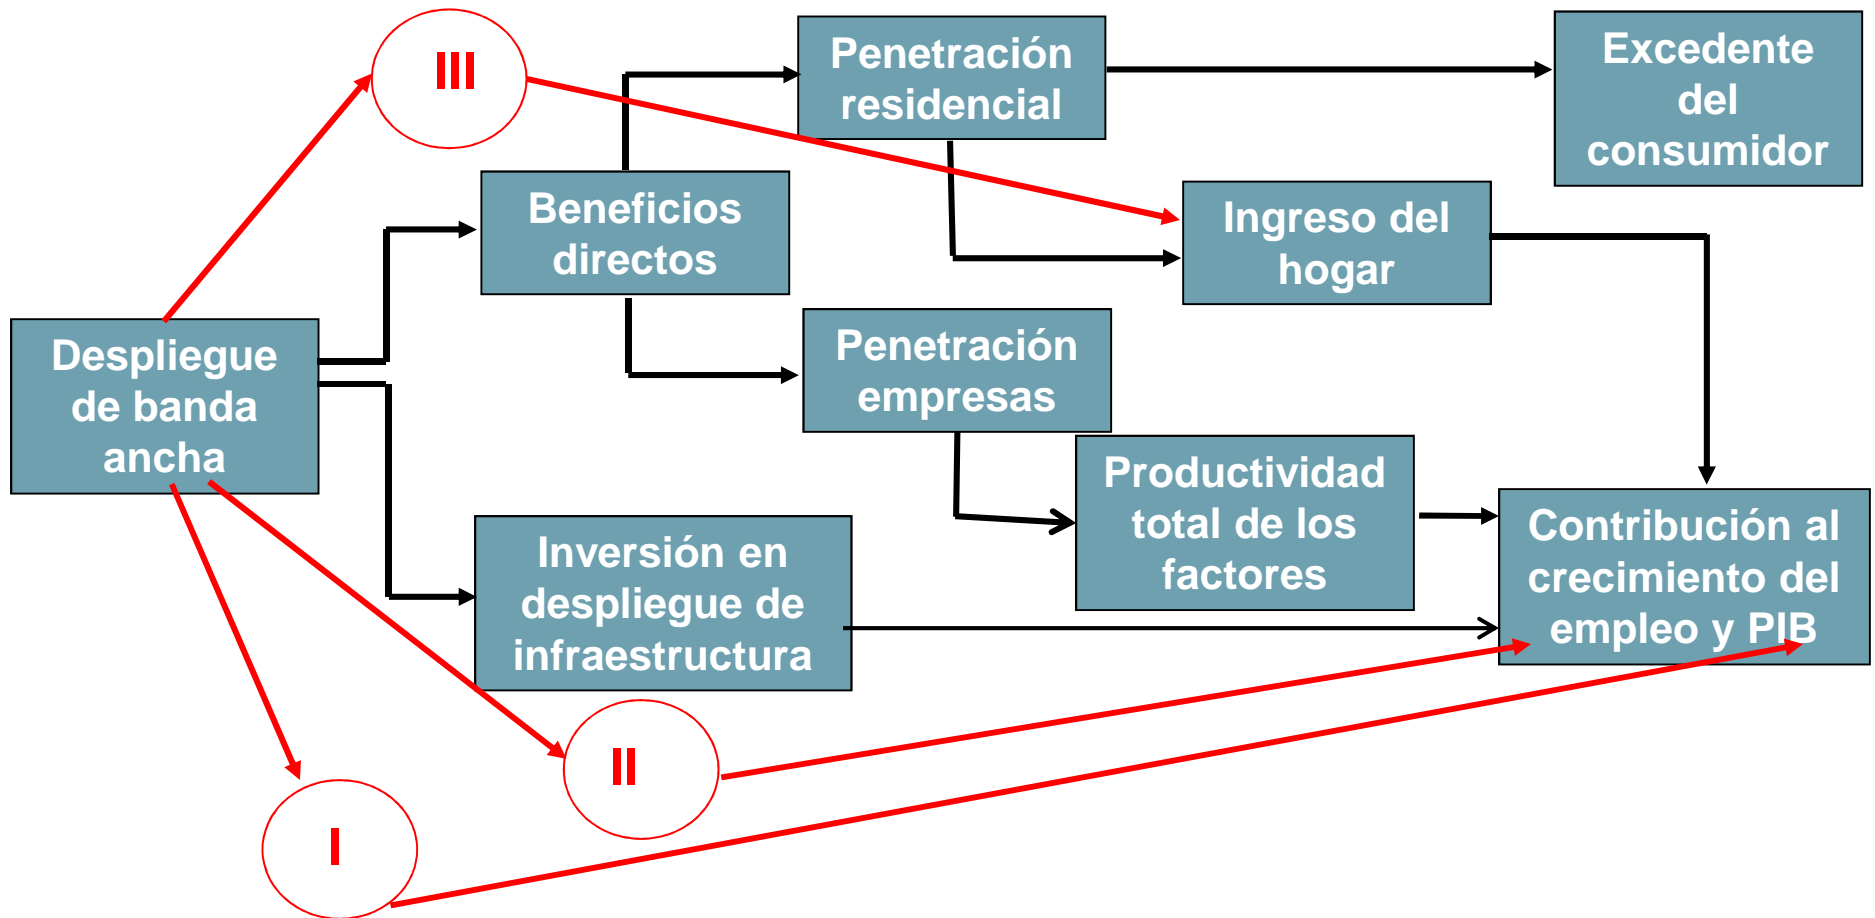 III
Penetración
residencial
Excedente
del
consumidor
Beneficios
directos
Ingreso del
hogar
Despliegue
de banda
ancha
Penetración
empresas
Productividad
total de los
factores
Inversión en
despliegue de
infraestructura
Contribución al
crecimiento del
empleo y PIB
II
I